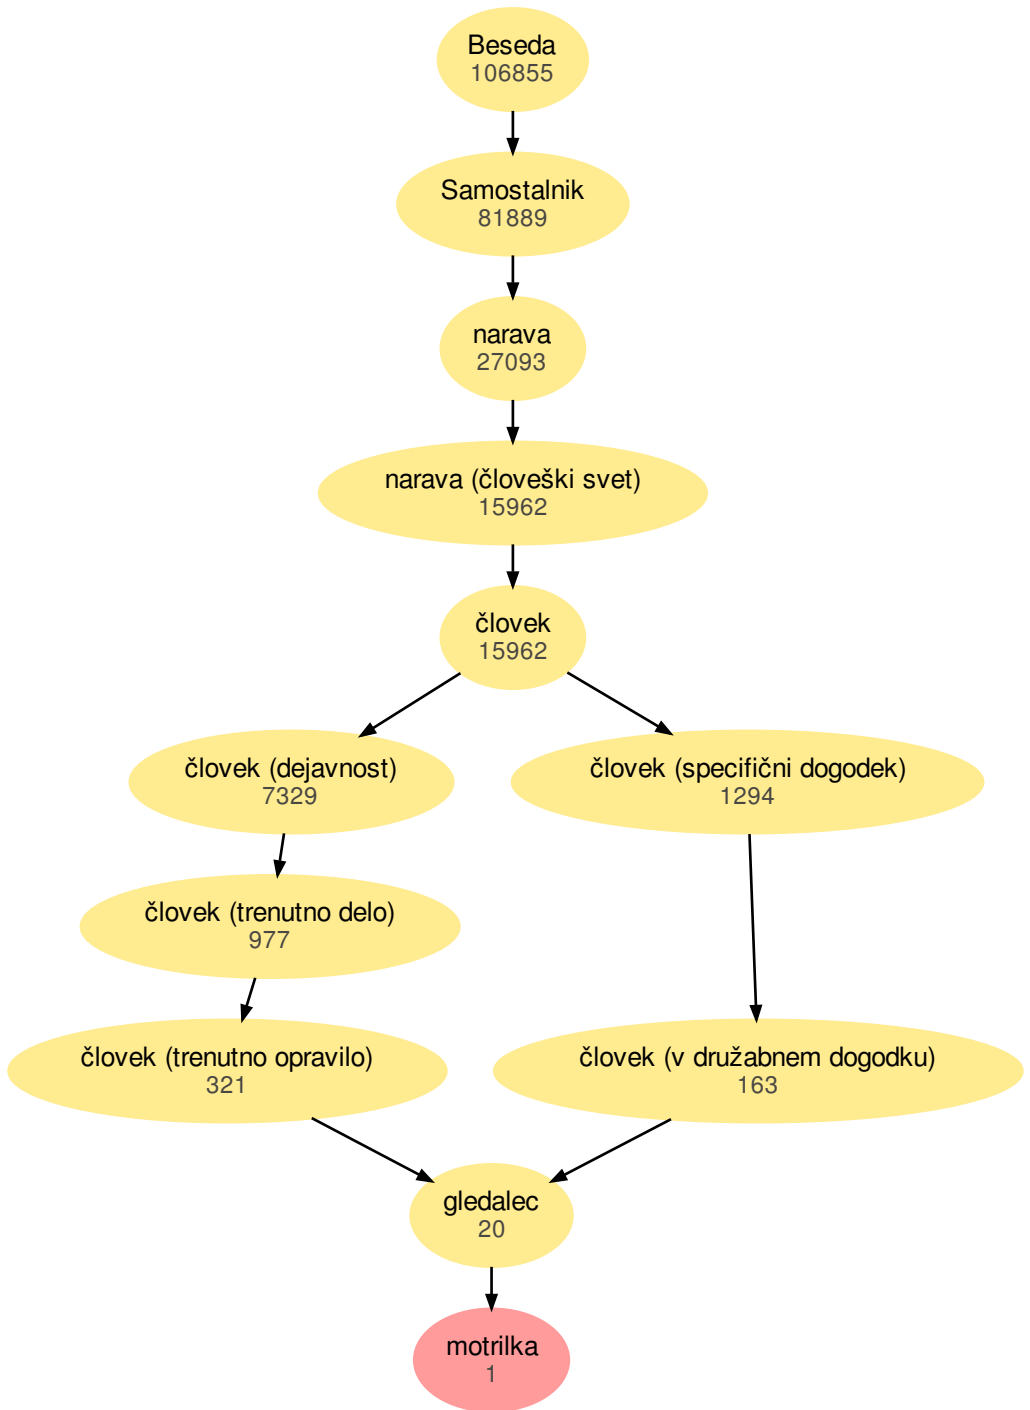 Beseda
106855
Samostalnik
81889
narava
27093
narava (človeški svet)
15962
človek
15962
človek (dejavnost)
7329
človek (specifični dogodek)
1294
človek (trenutno delo)
977
človek (trenutno opravilo)
321
človek (v družabnem dogodku)
163
gledalec
20
motrilka
1